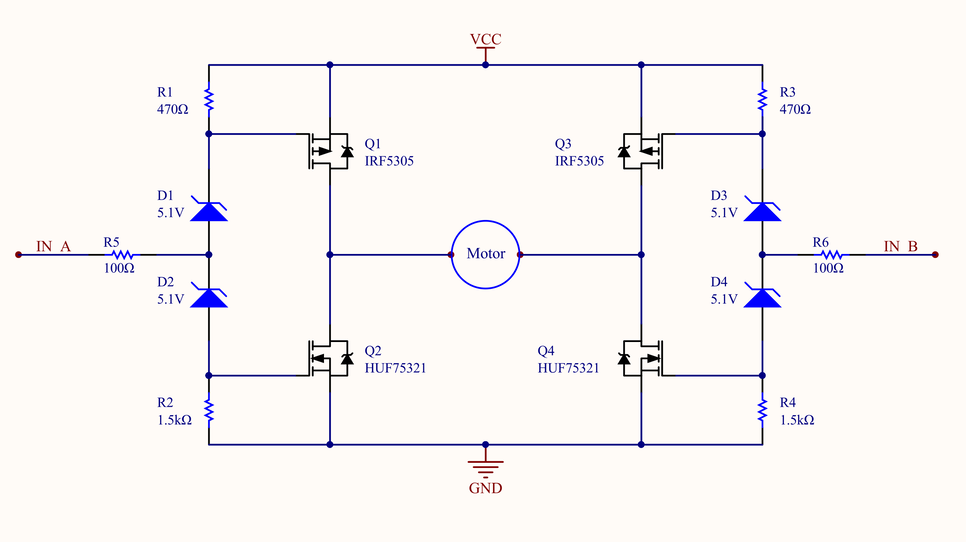 VCC
R1
470Ω
R3
470Ω
Q1
IRF5305
Q3
IRF5305
D1
5.1V
D3
5.1V
IN A
R5
100Ω
Motor
R6
100Ω
IN B
D2
5.1V
D4
5.1V
Q2
HUF75321
Q4
HUF75321
R2
1.5kΩ
R4
1.5kΩ
GND